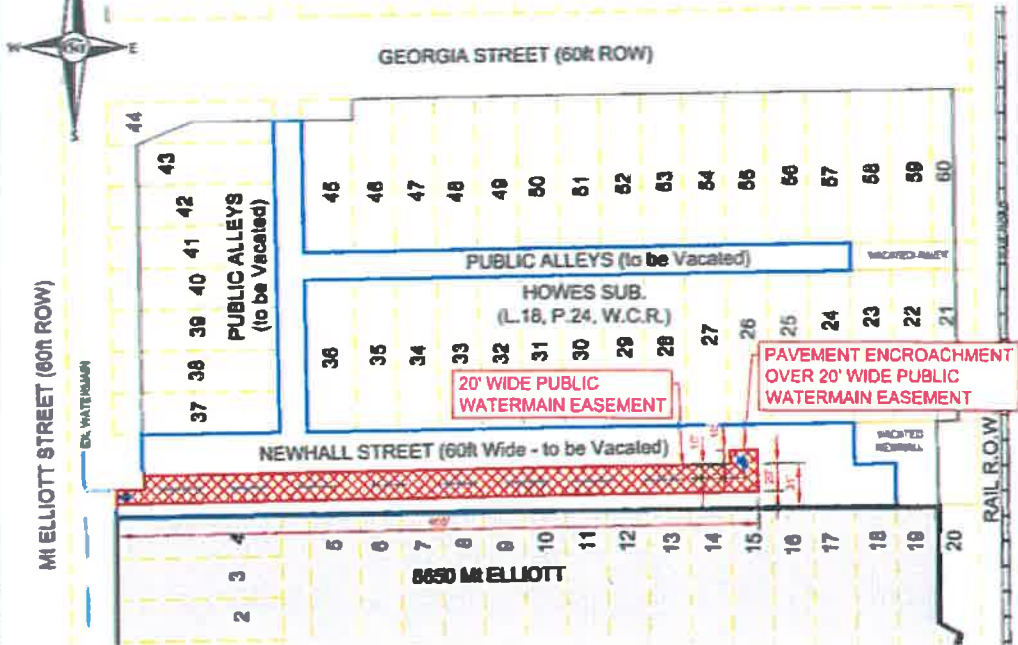 W
E
GEORGIA STREET (60ft ROW)
44
43
42
41
40
39
38
37
PUBLIC ALLEYS
(to be Vacated)
45
46
47
48
49
50
51
52
53
54
55
56
57
58
59
60
PUBLIC ALLEYS (to be Vacated)
VACATED ALLEY
HOWES SUB.
(L.18, P.24, W.C.R.)
36
35
34
33
32
31
30
29
28
27
26
25
24
23
22
21
Mt ELLIOTT STREET (60ft ROW)
EX. WATERMAIN
20' WIDE PUBLIC
WATERMAIN EASEMENT
PAVEMENT ENCROACHMENT
OVER 20' WIDE PUBLIC
WATERMAIN EASEMENT
NEWHALL STREET (60ft Wide - to be Vacated)
VACATED
NEWHALL
RAIL R.O.W
10'
20'
31'
2
3
4
5
6
7
8
9
10
11
12
13
14
15
16
17
18
19
20
8650 Mt ELLIOTT